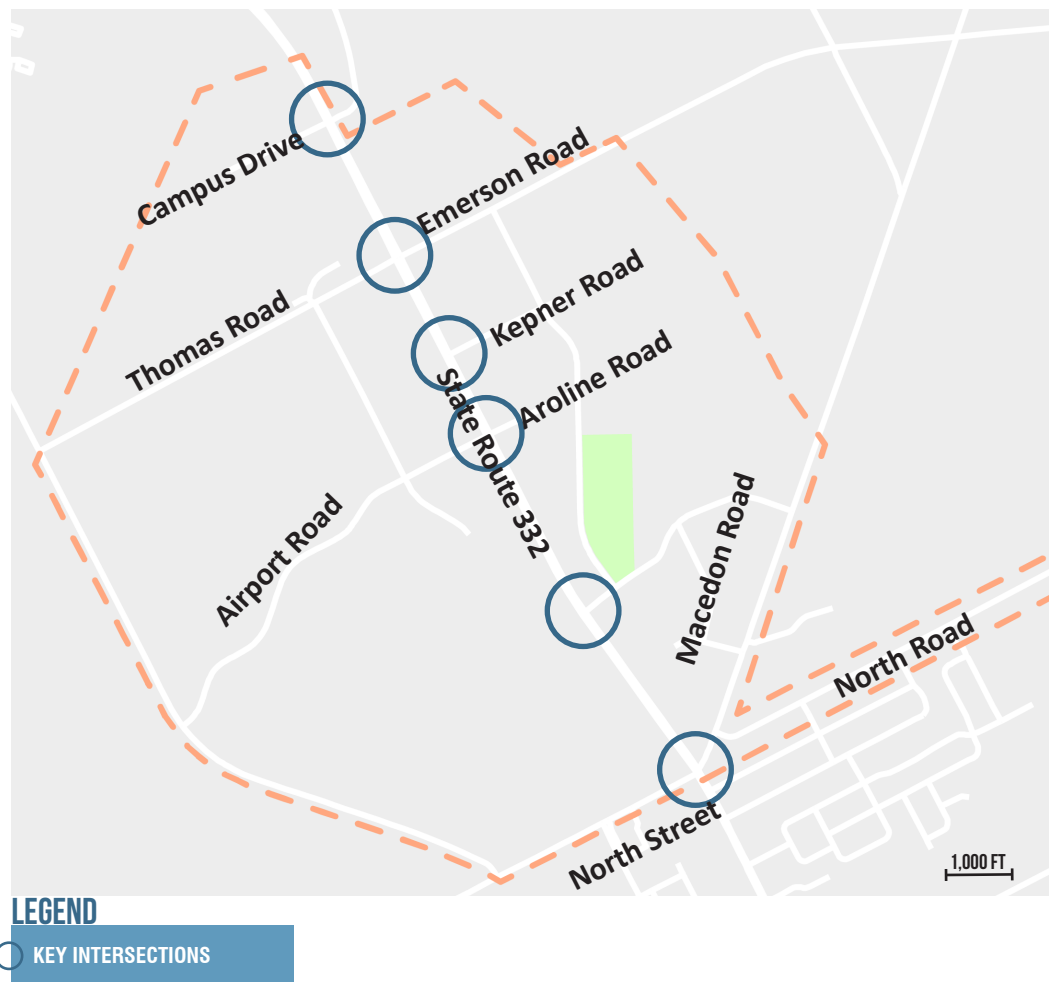 Campus Drive
Emerson Road
Kepner Road
Thomas Road
Aroline Road
State Route 332
Airport Road
Macedon Road
North Road
North Street
1,000 FT
LEGEND
KEY INTERSECTIONS